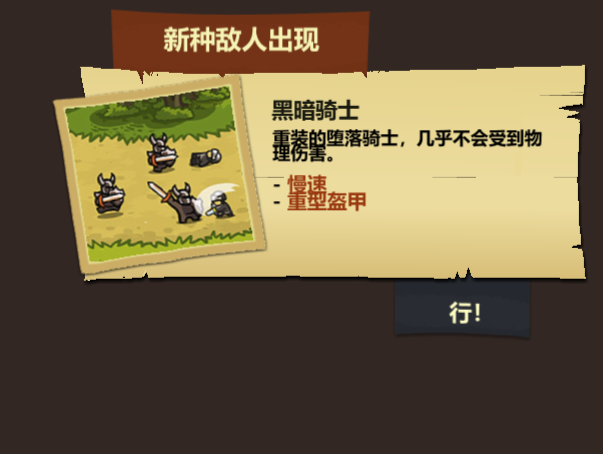 新种敌人出现
黑暗骑士
重装的堕落骑士，几乎不会受到物
理伤害。
- 慢速
- 重型盔甲
行!